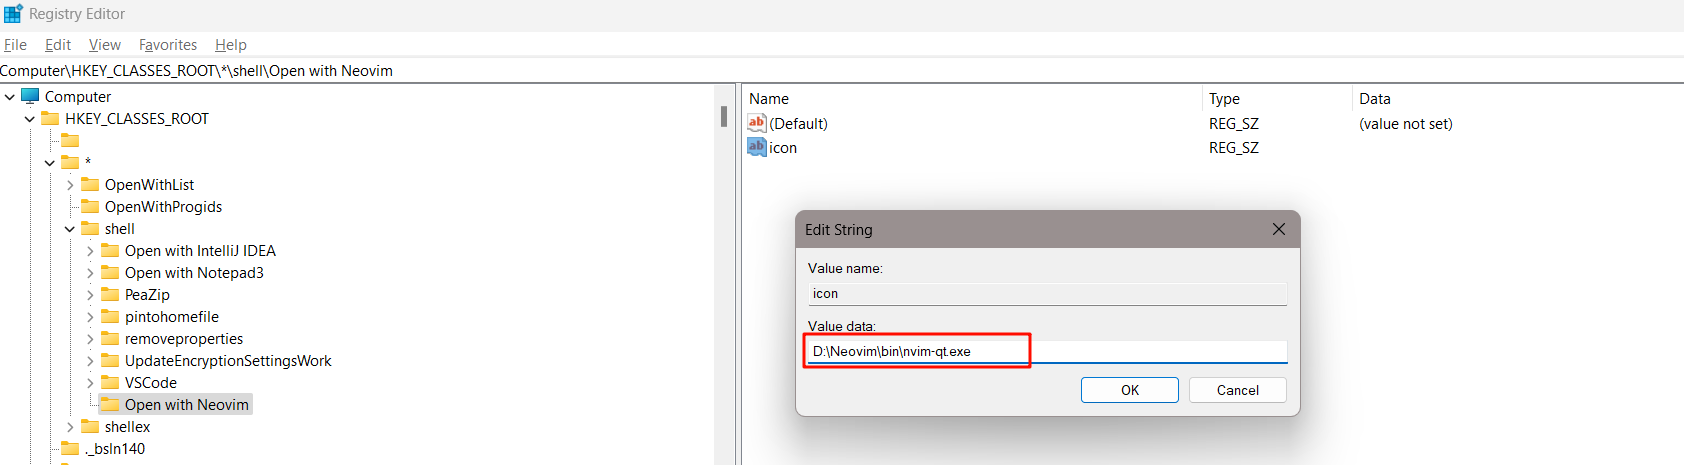 Registry Editor
File Edit View Favorites Help
Computer\HKEY_CLASSES_ROOT\*\shell\Open with Neovim
Computer
HKEY_CLASSES_ROOT
*
OpenWithList
OpenWithProgids
shell
Open with IntelliJ IDEA
Open with Notepad3
PeaZip
pintohomefile
removeproperties
UpdateEncryptionSettingsWork
VSCode
Open with Neovim
shellex
._bsln140
Name Type Data
ab (Default) REG_SZ (value not set)
ab icon REG_SZ
Edit String
Value name:
icon
Value data:
D:\Neovim\bin\nvim-qt.exe
OK Cancel